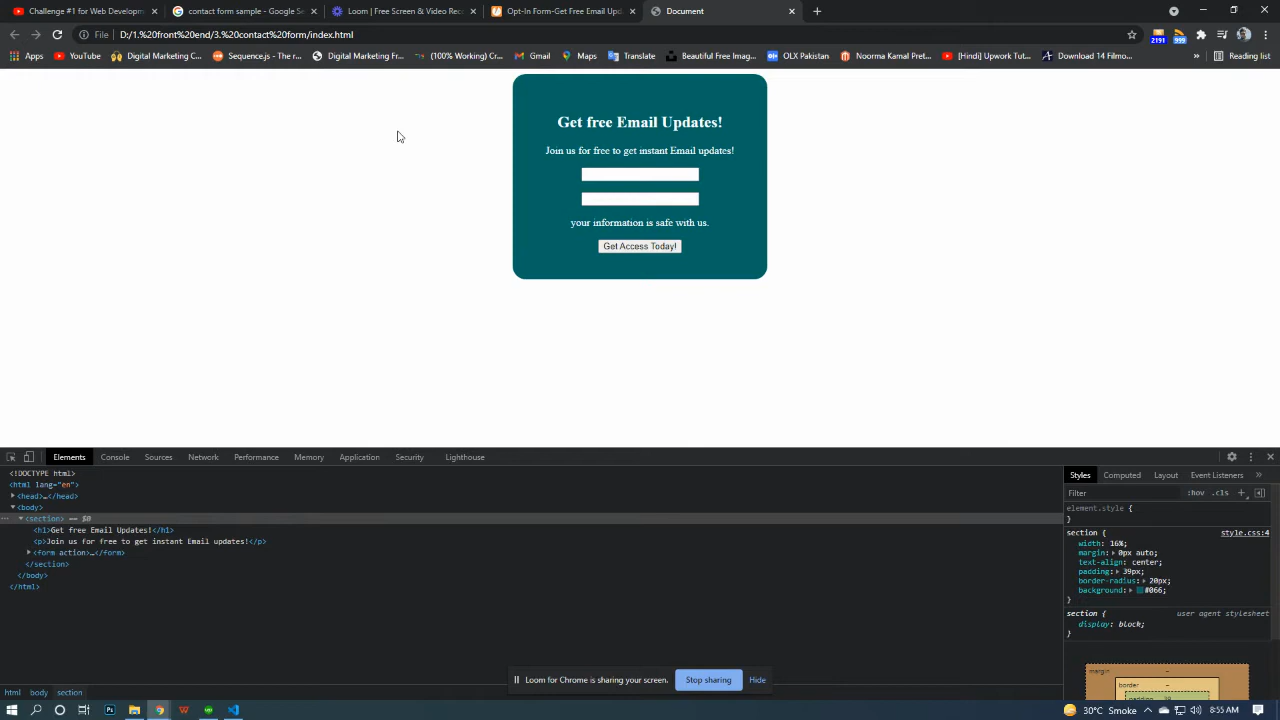 Challenge #1 for Web Developm
contact form sample - Google Se
Loom | Free Screen & Video Rec
Opt-In Form-Get Free Email Upd
Document
File
D:/1.%20front%20end/3.%20contact%20form/index.html
2191
999
Apps
YouTube
Digital Marketing C...
Sequence.js - The r...
Digital Marketing Fr...
(100% Working) Cr...
Gmail
Maps
Translate
Beautiful Free Imag...
OLX Pakistan
Noorma Kamal Pret...
[Hindi] Upwork Tut...
Download 14 Filmo...
»
Reading list
Get free Email Updates!
Join us for free to get instant Email updates!
your information is safe with us.
Get Access Today!
Elements
Console
Sources
Network
Performance
Memory
Application
Security
Lighthouse
<!DOCTYPE html>
<html lang="en">
<head>…</head>
<body>
<section> == $0
<h1>Get free Email Updates!</h1>
<p>Join us for free to get instant Email updates!</p>
<form action>…</form>
</section>
</body>
</html>
Styles
Computed
Layout
Event Listeners
»
Filter
:hov
.cls
+
element.style {
}
section {
style.css:4
width: 16%;
margin: 0px auto;
text-align: center;
padding: 39px;
border-radius: 20px;
background: #066;
}
section {
user agent stylesheet
display: block;
}
margin
-
border
-
padding
39
Loom for Chrome is sharing your screen.
Stop sharing
Hide
html
body
section
30°C
Smoke
8:55 AM